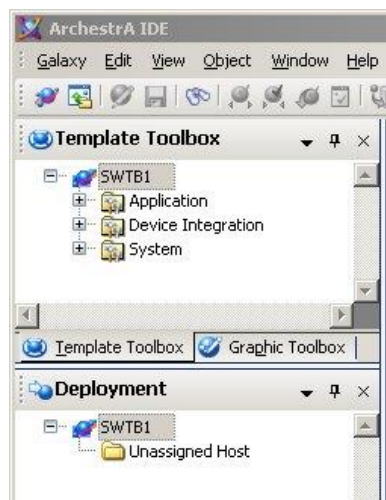 ArchestrA IDE
Galaxy Edit View Object Window Help
Template Toolbox
SWTB1
Application
Device Integration
System
Template Toolbox Graphic Toolbox
Deployment
SWTB1
Unassigned Host